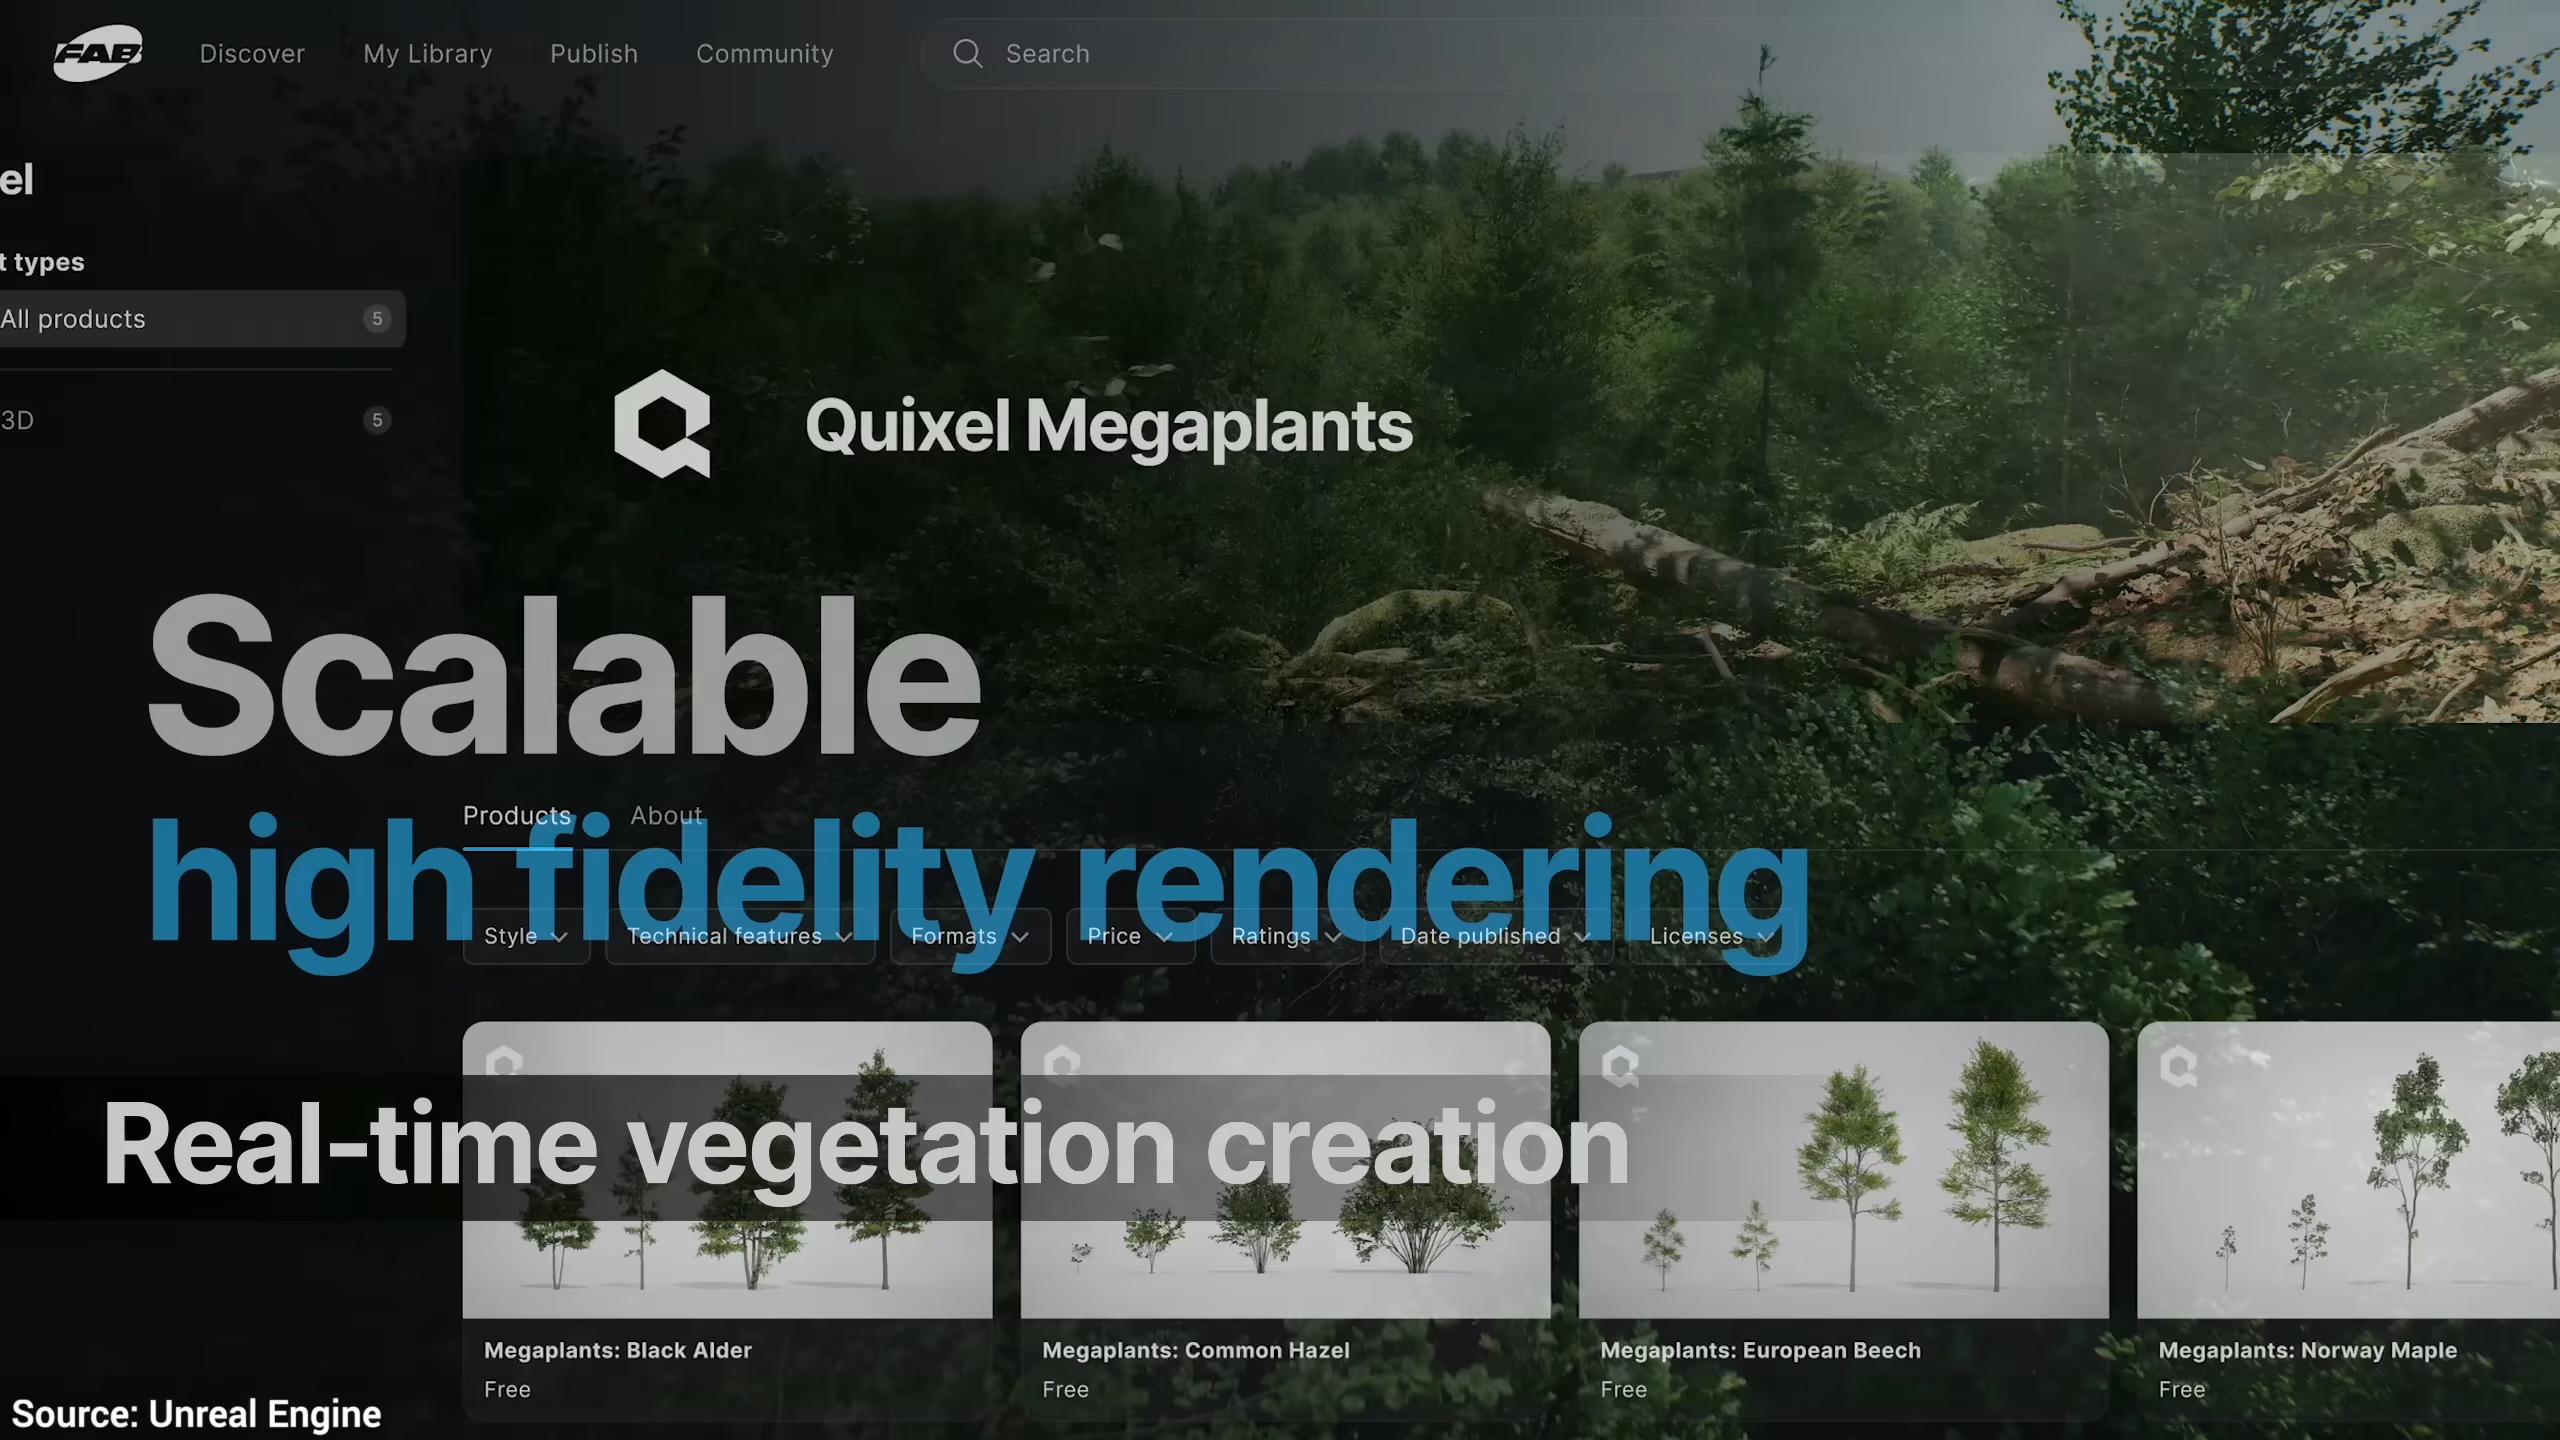 FAB Discover My Library Publish Community Search
el
t types
All products 5
3D 5
Quixel Megaplants
Scalable
Products About
high fidelity rendering
Style Technical features Formats Price Ratings Date published Licenses
Real-time vegetation creation
Megaplants: Black Alder
Free
Megaplants: Common Hazel
Free
Megaplants: European Beech
Free
Megaplants: Norway Maple
Free
Source: Unreal Engine